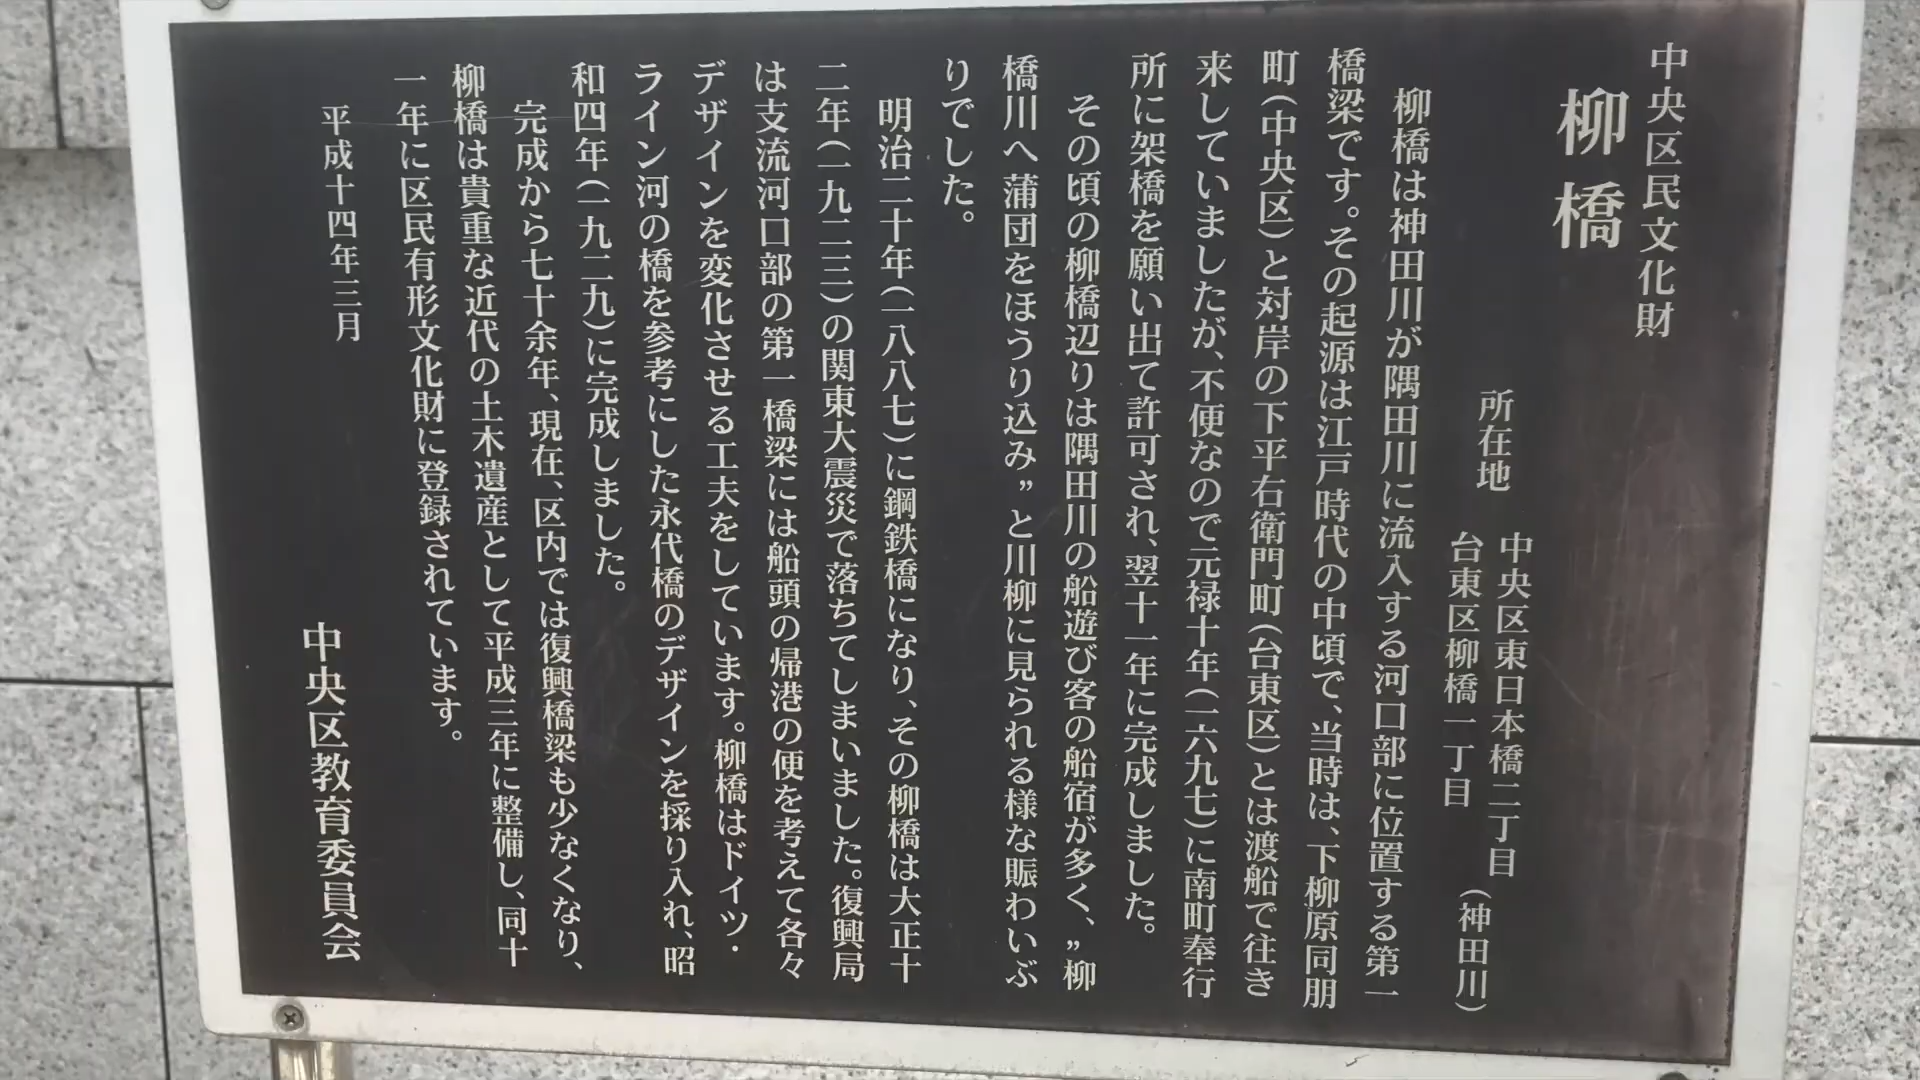 中央区民文化財
柳橋
所在地
中央区東日本橋二丁目
台東区柳橋一丁目
(神田川)
柳橋は神田川が隅田川に流入する河口部に位置する第一
橋梁です。その起源は江戸時代の中頃で、当時は、下柳原同朋
町(中央区)と対岸の下平右衛門町(台東区)とは渡船で往き
来していましたが、不便なので元禄十年(一六九七)に南町奉行
所に架橋を願い出て許可され、翌十一年に完成しました。
その頃の柳橋辺りは隅田川の船遊び客の船宿が多く、”柳
橋川へ蒲団をほうり込み”と川柳に見られる様な賑わいぶ
りでした。
明治二十年(一八八七)に鋼鉄橋になり、その柳橋は大正十
二年(一九二三)の関東大震災で落ちてしまいました。復興局
は支流河口部の第一橋梁には船頭の帰港の便を考えて各々
デザインを変化させる工夫をしています。柳橋はドイツ・
ライン河の橋を参考にした永代橋のデザインを採り入れ、昭
和四年(一九二九)に完成しました。
完成から七十余年、現在、区内では復興橋梁も少なくなり、
柳橋は貴重な近代の土木遺産として平成三年に整備し、同十
一年に区民有形文化財に登録されています。
平成十四年三月
中央区教育委員会